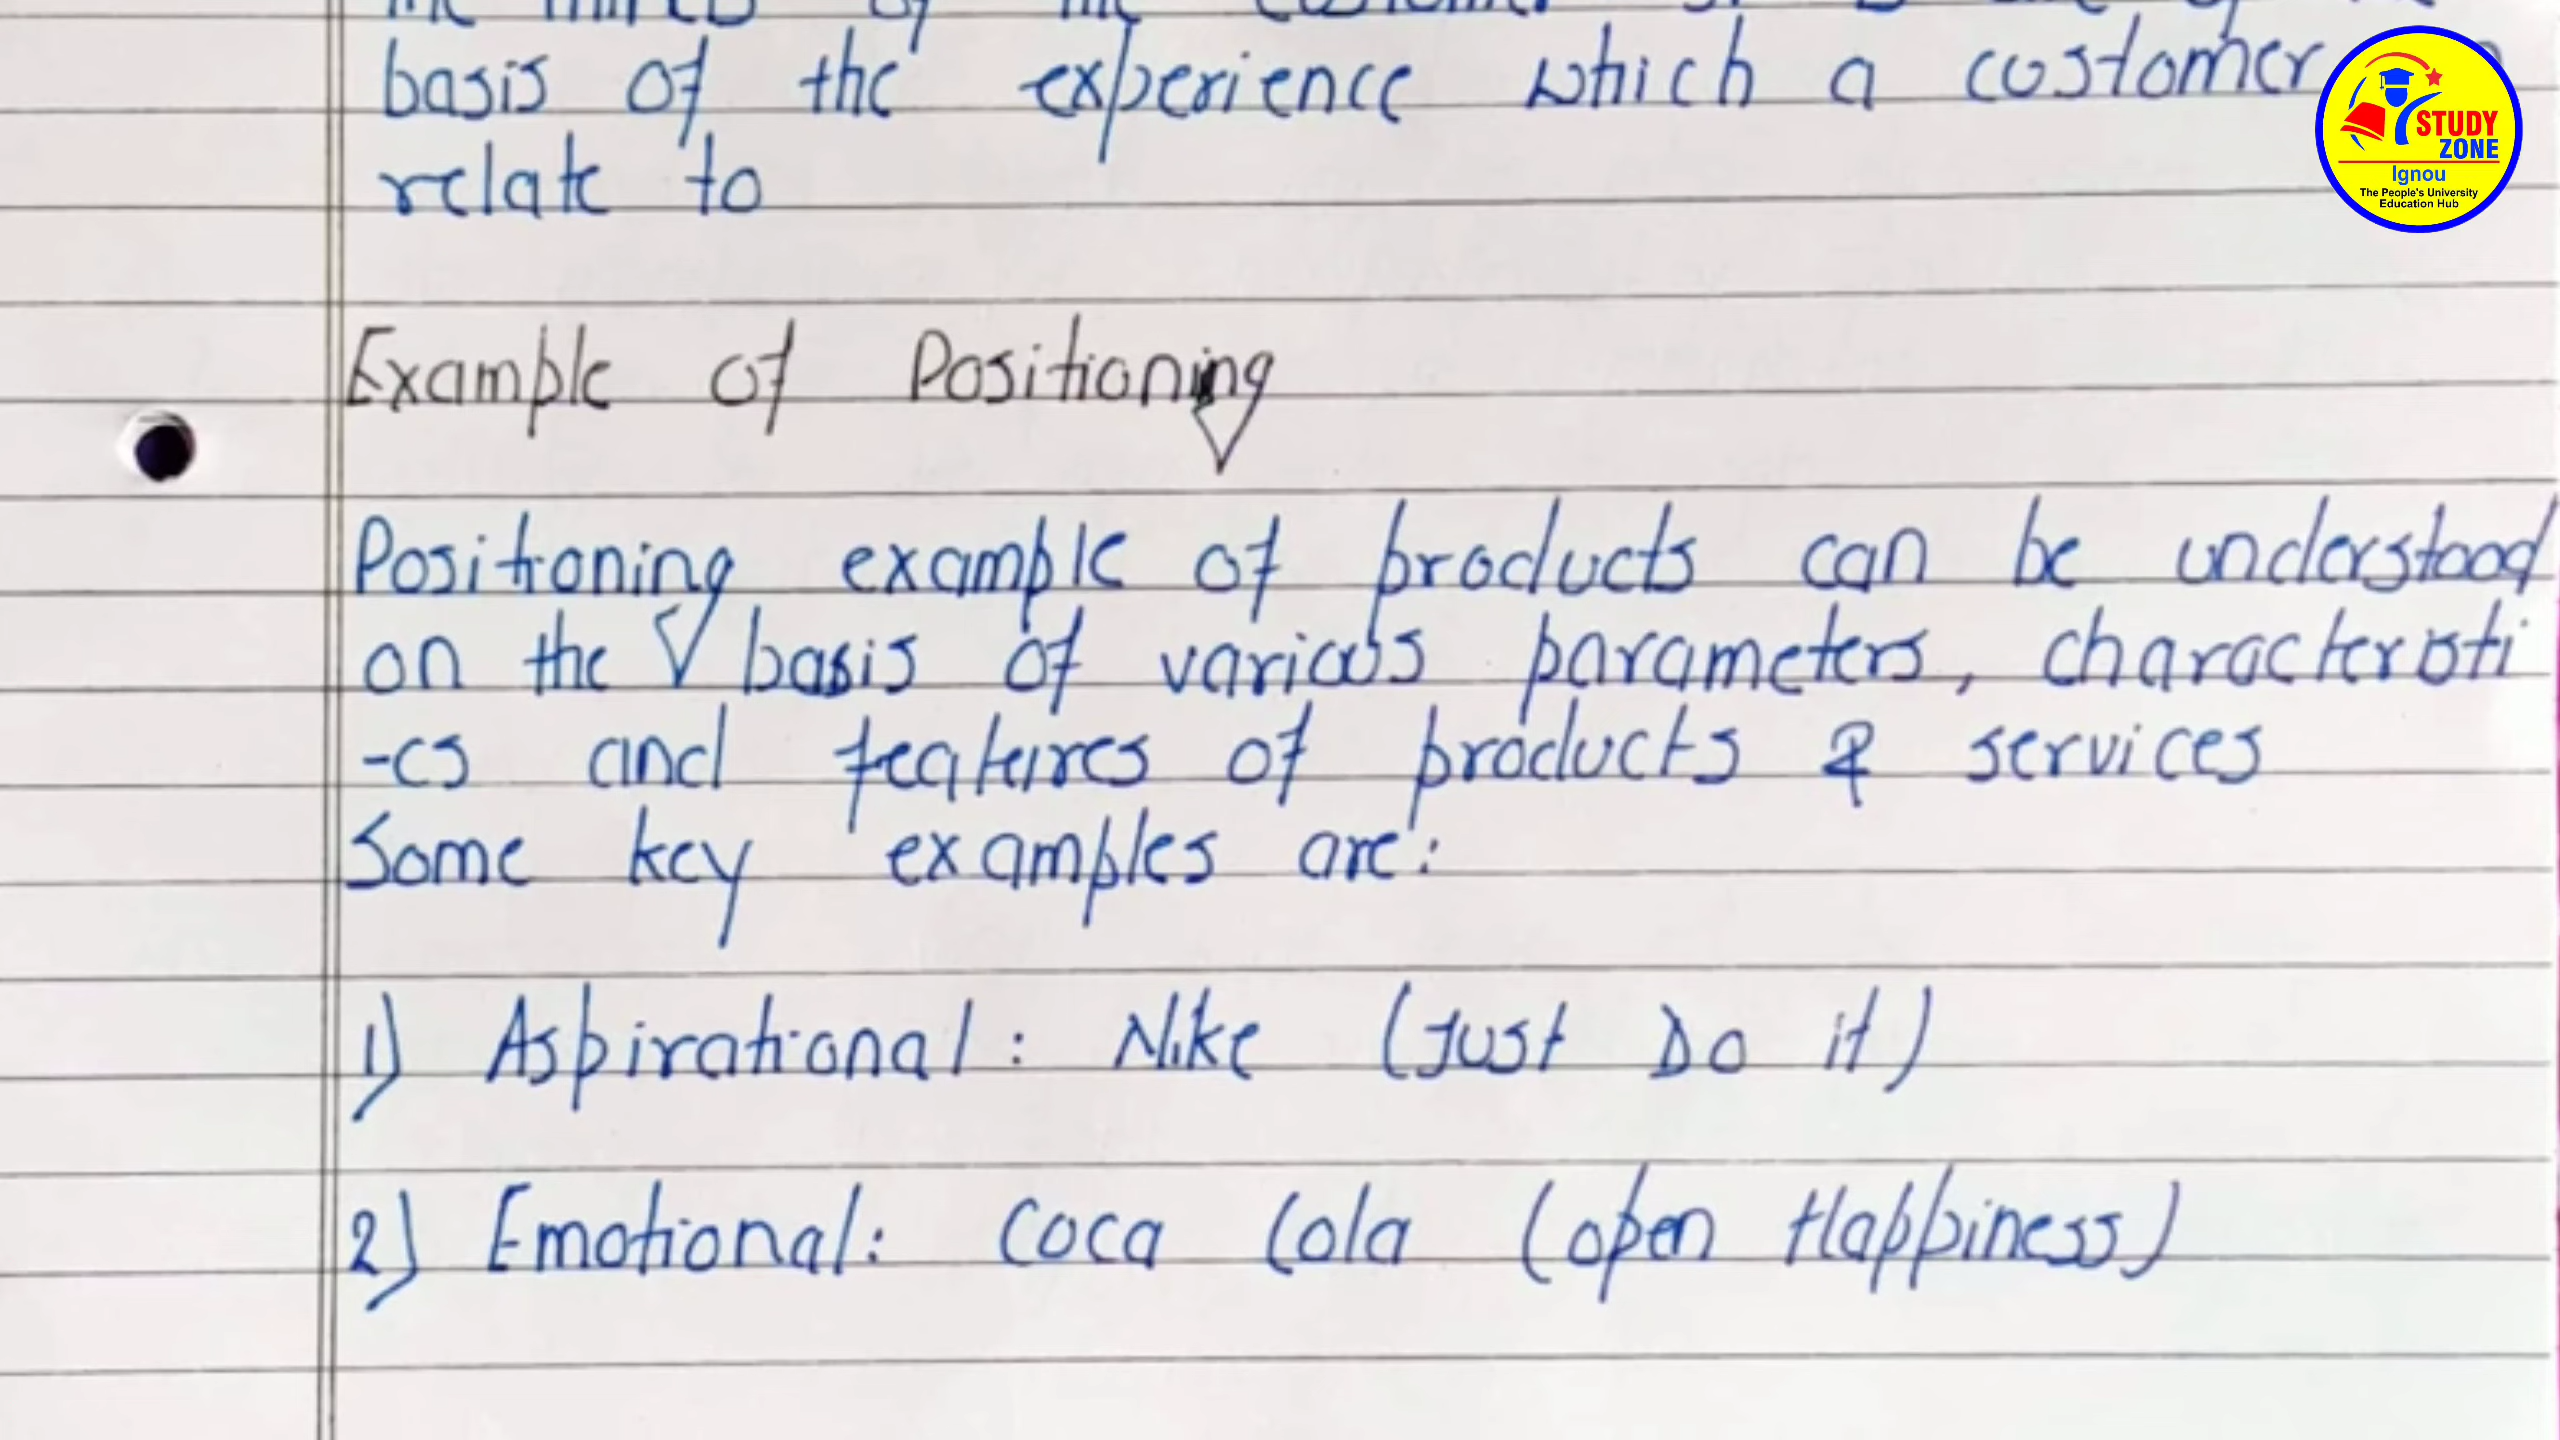 basis of the experience which a customer
relate to
Example of Positioning
Positioning example of products can be understood
on the basis of various parameters, characteristi
-cs and features of products & services
Some key examples are:
1) Aspirational: Nike (Just Do it)
2) Emotional: Coca Cola (open Happiness)
STUDY
ZONE
Ignou
The People's University
Education Hub